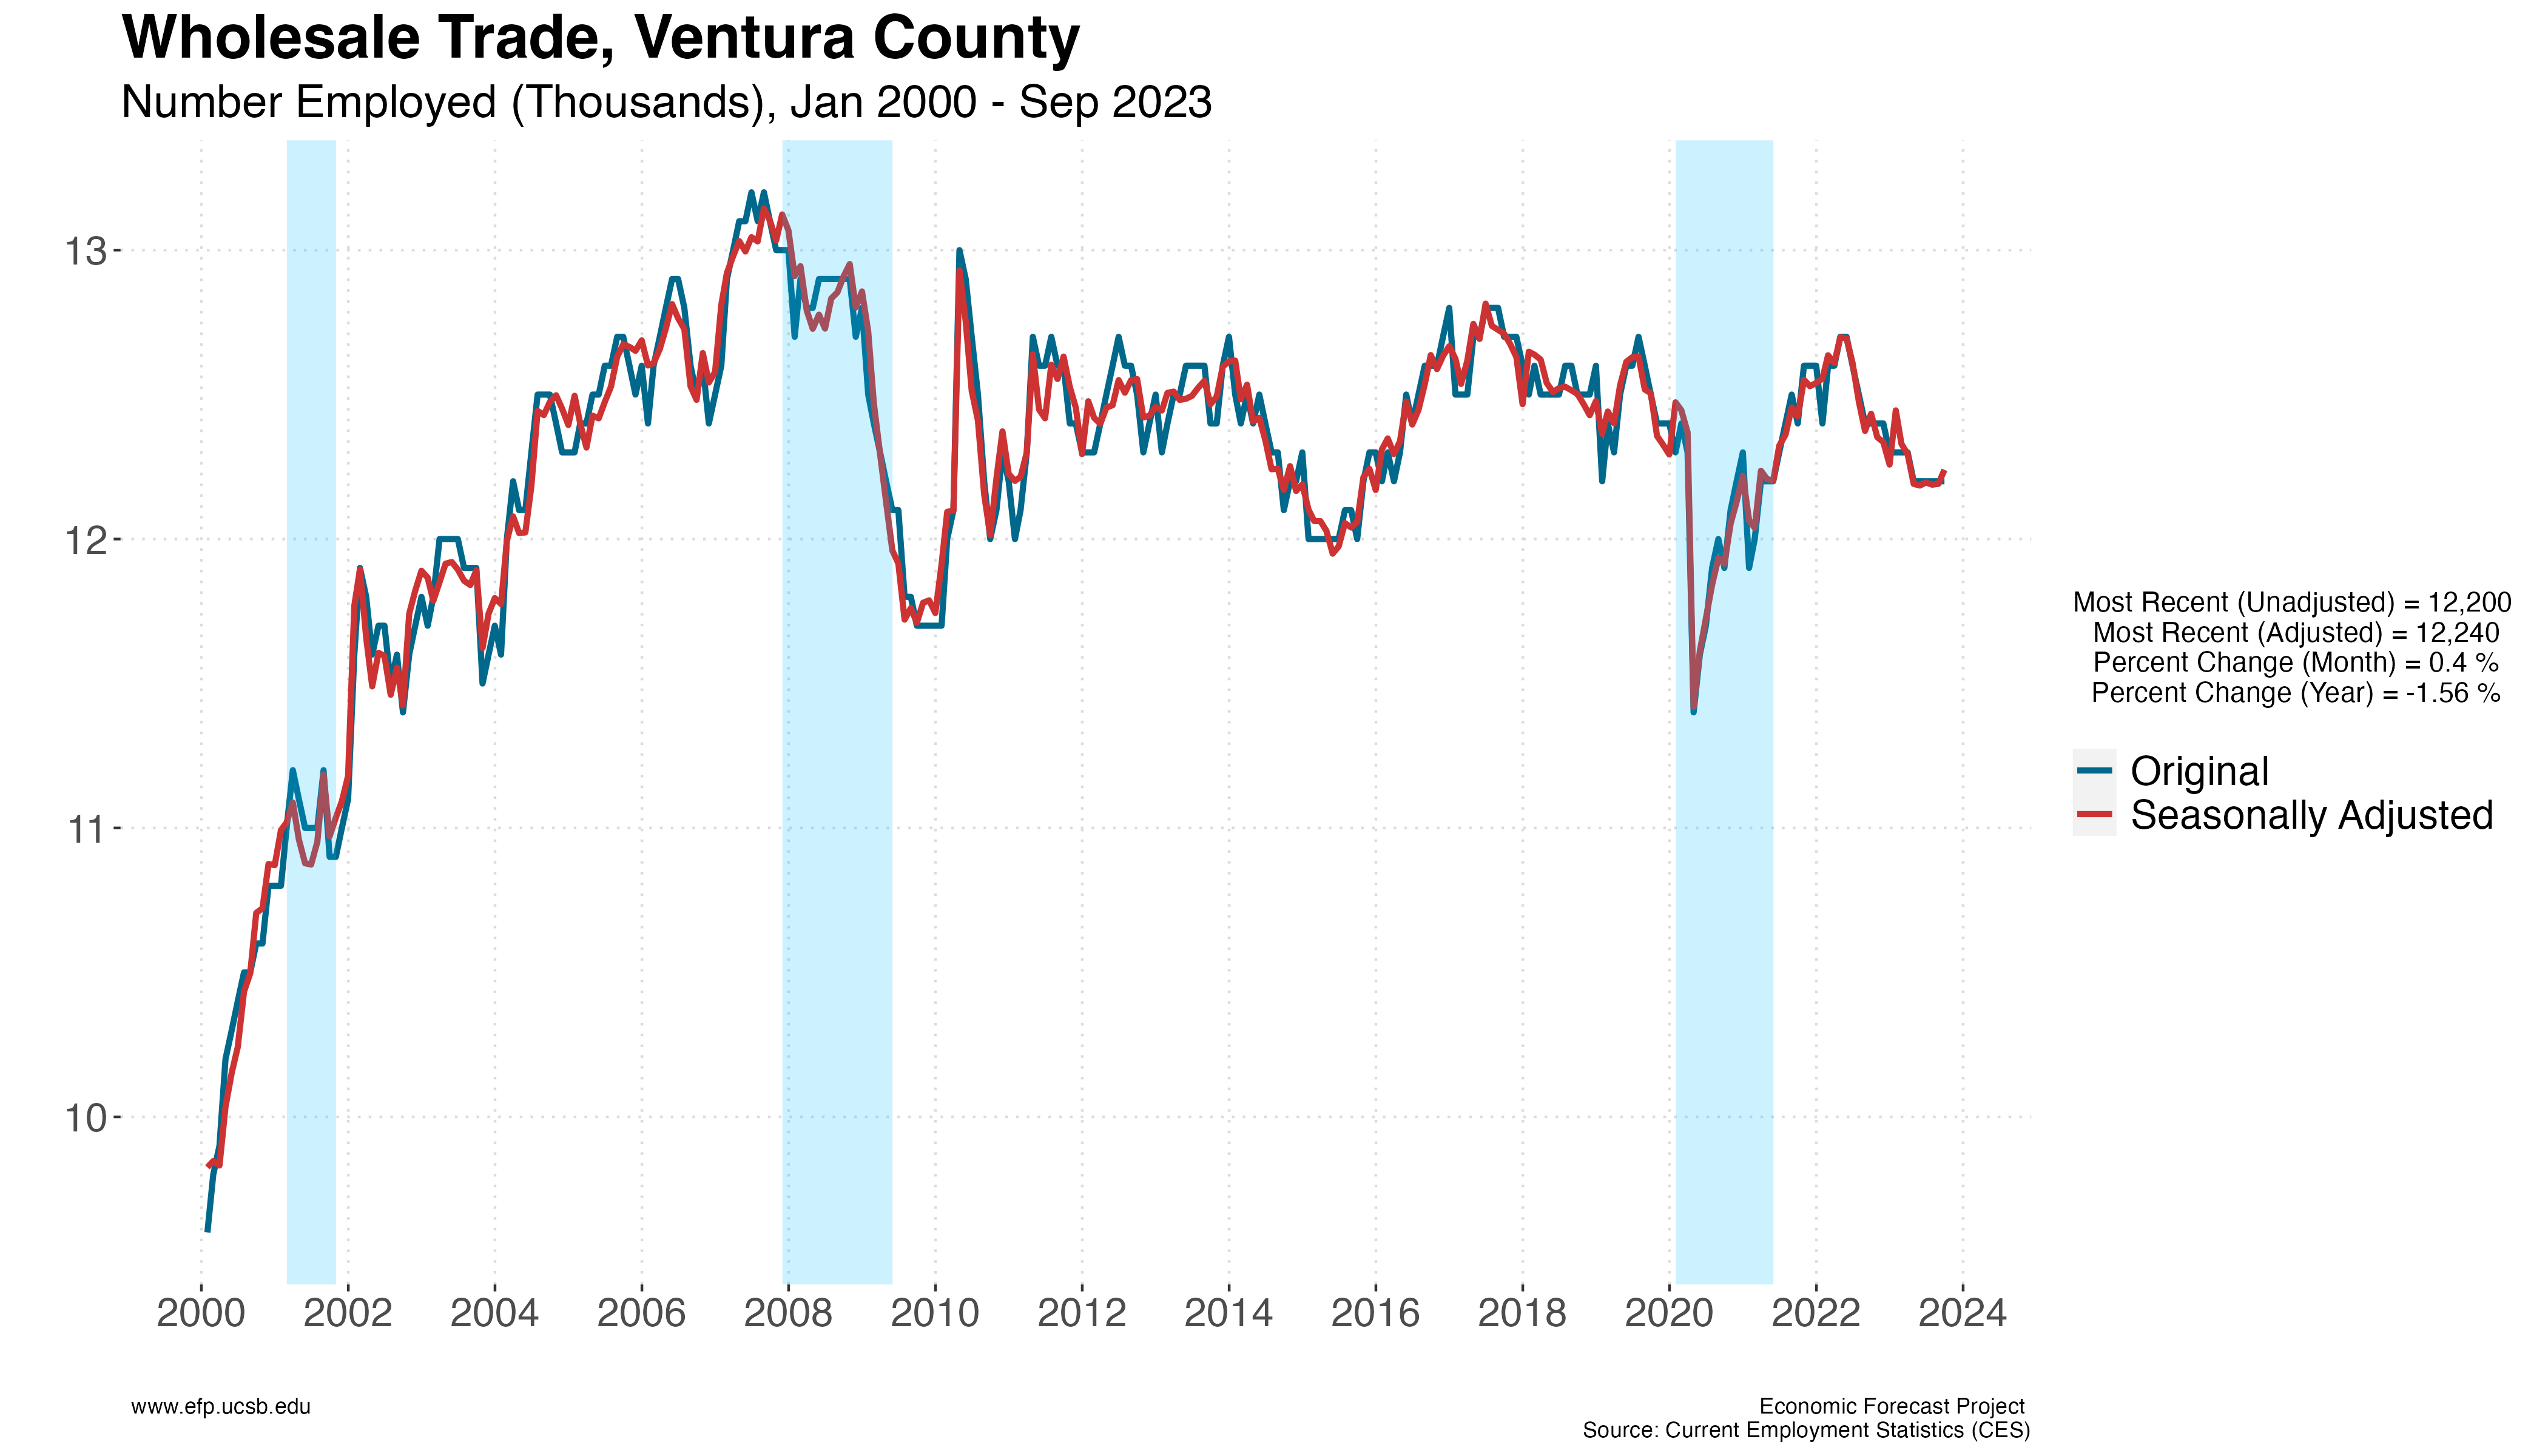 Wholesale Trade, Ventura County
Number Employed (Thousands), Jan 2000 - Sep 2023
13
12
11
10
2000 2002 2004 2006 2008 2010 2012 2014 2016 2018 2020 2022 2024
Most Recent (Unadjusted) = 12,200
Most Recent (Adjusted) = 12,240
Percent Change (Month) = 0.4 %
Percent Change (Year) = -1.56 %
Original
Seasonally Adjusted
www.efp.ucsb.edu
Economic Forecast Project
Source: Current Employment Statistics (CES)